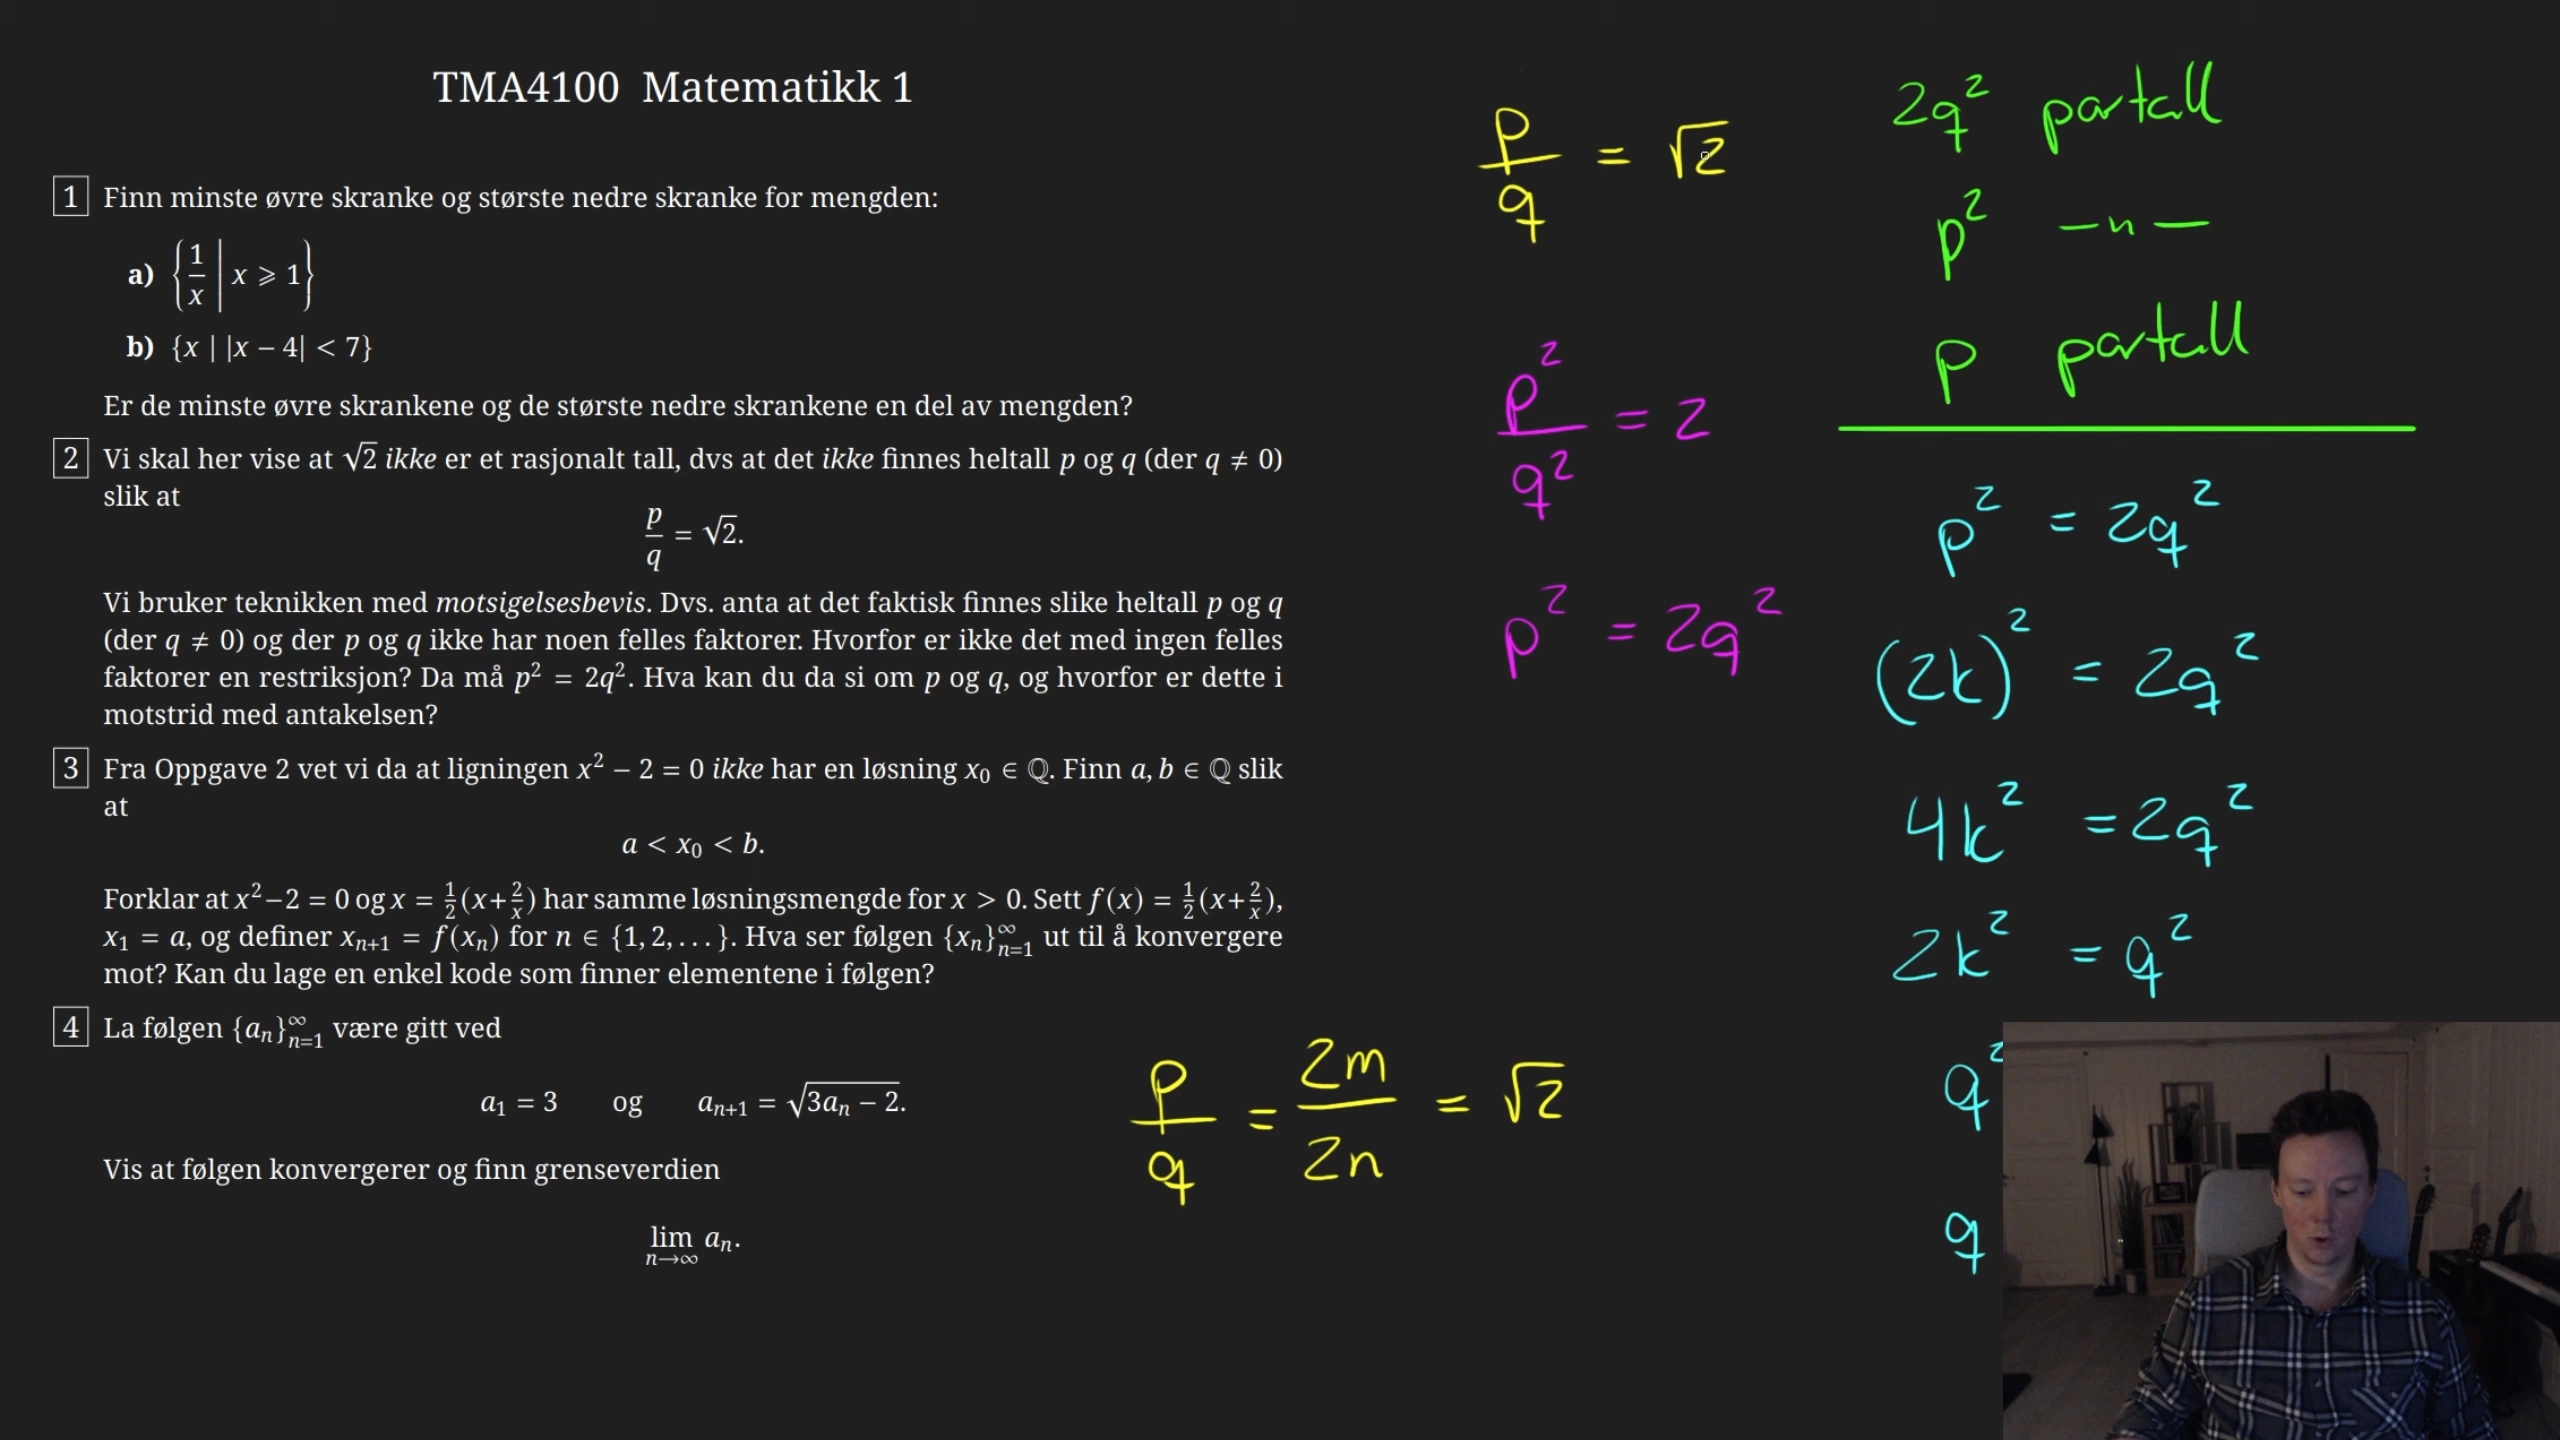 TMA4100 Matematikk 1
1 Finn minste øvre skranke og største nedre skranke for mengden:
a) {1/x | x ⩾ 1}
b) {x | |x − 4| < 7}
Er de minste øvre skrankene og de største nedre skrankene en del av mengden?
2 Vi skal her vise at √2 ikke er et rasjonalt tall, dvs at det ikke finnes heltall p og q (der q ≠ 0)
slik at
p/q = √2.
Vi bruker teknikken med motsigelsesbevis. Dvs. anta at det faktisk finnes slike heltall p og q
(der q ≠ 0) og der p og q ikke har noen felles faktorer. Hvorfor er ikke det med ingen felles
faktorer en restriksjon? Da må p² = 2q². Hva kan du da si om p og q, og hvorfor er dette i
motstrid med antakelsen?
3 Fra Oppgave 2 vet vi da at ligningen x² − 2 = 0 ikke har en løsning x₀ ∈ ℚ. Finn a, b ∈ ℚ slik
at
a < x₀ < b.
Forklar at x² − 2 = 0 og x = ½(x + 2/x) har samme løsningsmengde for x > 0. Sett f(x) = ½(x + 2/x),
x₁ = a, og definer xₙ₊₁ = f(xₙ) for n ∈ {1, 2, . . . }. Hva ser følgen {xₙ}∞ₙ₌₁ ut til å konvergere
mot? Kan du lage en enkel kode som finner elementene i følgen?
4 La følgen {aₙ}∞ₙ₌₁ være gitt ved
a₁ = 3 og aₙ₊₁ = √(3aₙ − 2).
Vis at følgen konvergerer og finn grenseverdien
lim n→∞ aₙ.
p/q = √2
p²/q² = 2
p² = 2q²
p/q = 2m/2n = √2
2q² partall
p² —〃—
p partall
p² = 2q²
(2k)² = 2q²
4k² = 2q²
2k² = q²
q²
q